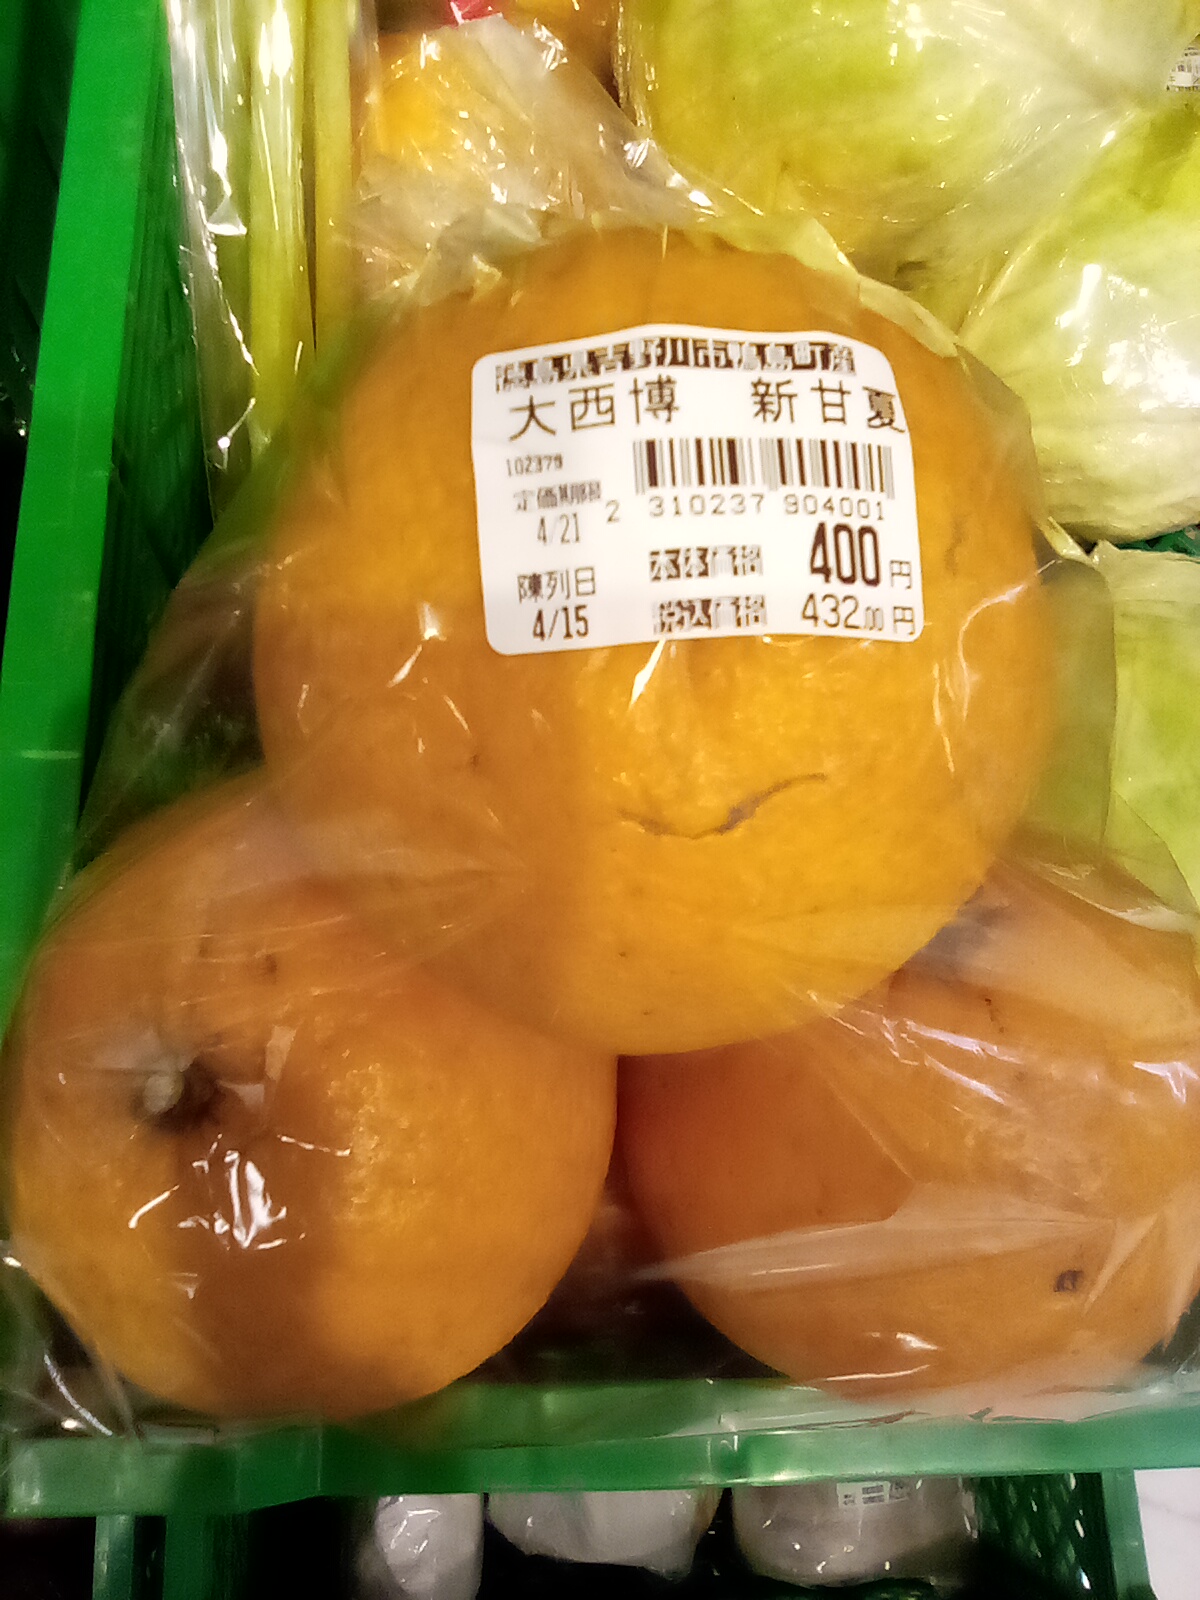 徳島県吉野川市鴨島町産
大西博 新甘夏
102379
2 310237 904001
定価期限
4/21
本体価格 400円
陳列日
4/15
税込価格 432.00円